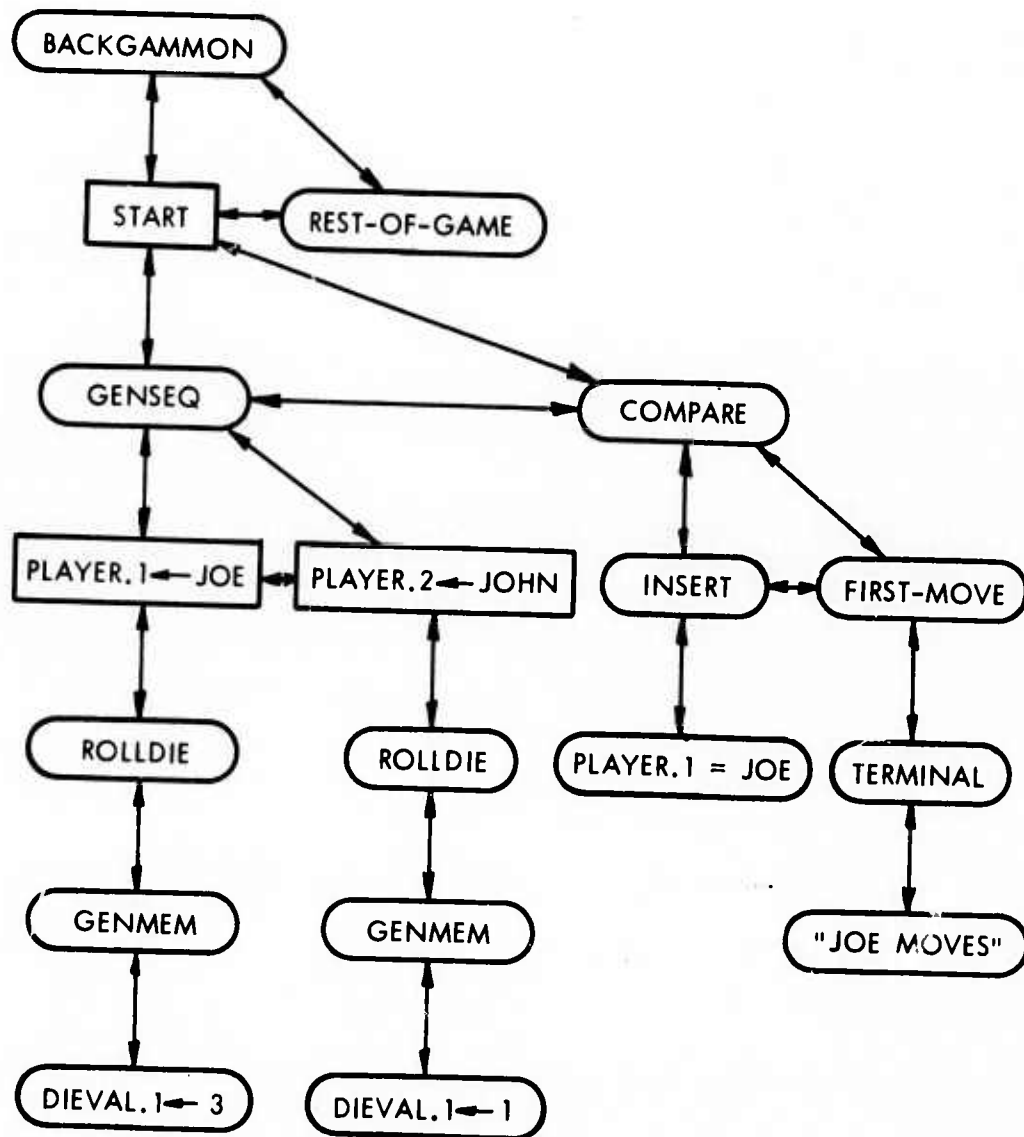 BACKGAMMON
START
REST-OF-GAME
GENSEQ
COMPARE
PLAYER.1← JOE
PLAYER.2← JOHN
INSERT
FIRST-MOVE
ROLLDIE
ROLLDIE
PLAYER.1 = JOE
TERMINAL
GENMEM
GENMEM
"JOE MOVES"
DIEVAL.1← 3
DIEVAL.1← 1